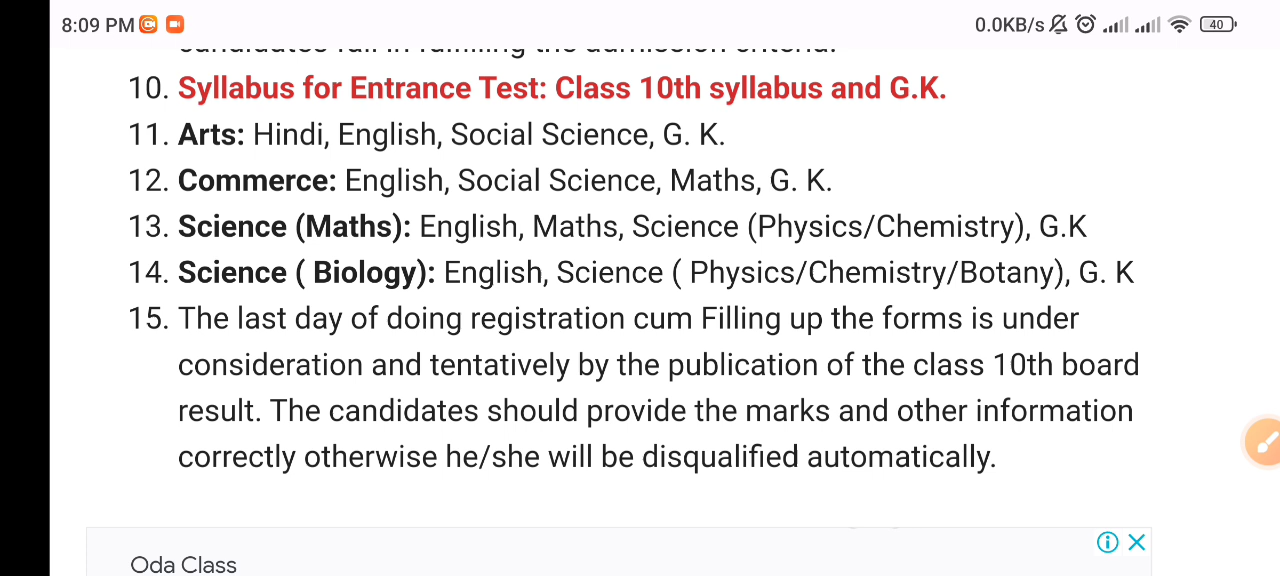 8:09 PM 0.0KB/s 40
10. Syllabus for Entrance Test: Class 10th syllabus and G.K.
11. Arts: Hindi, English, Social Science, G. K.
12. Commerce: English, Social Science, Maths, G. K.
13. Science (Maths): English, Maths, Science (Physics/Chemistry), G.K
14. Science ( Biology): English, Science ( Physics/Chemistry/Botany), G. K
15. The last day of doing registration cum Filling up the forms is under
consideration and tentatively by the publication of the class 10th board
result. The candidates should provide the marks and other information
correctly otherwise he/she will be disqualified automatically.
Oda Class